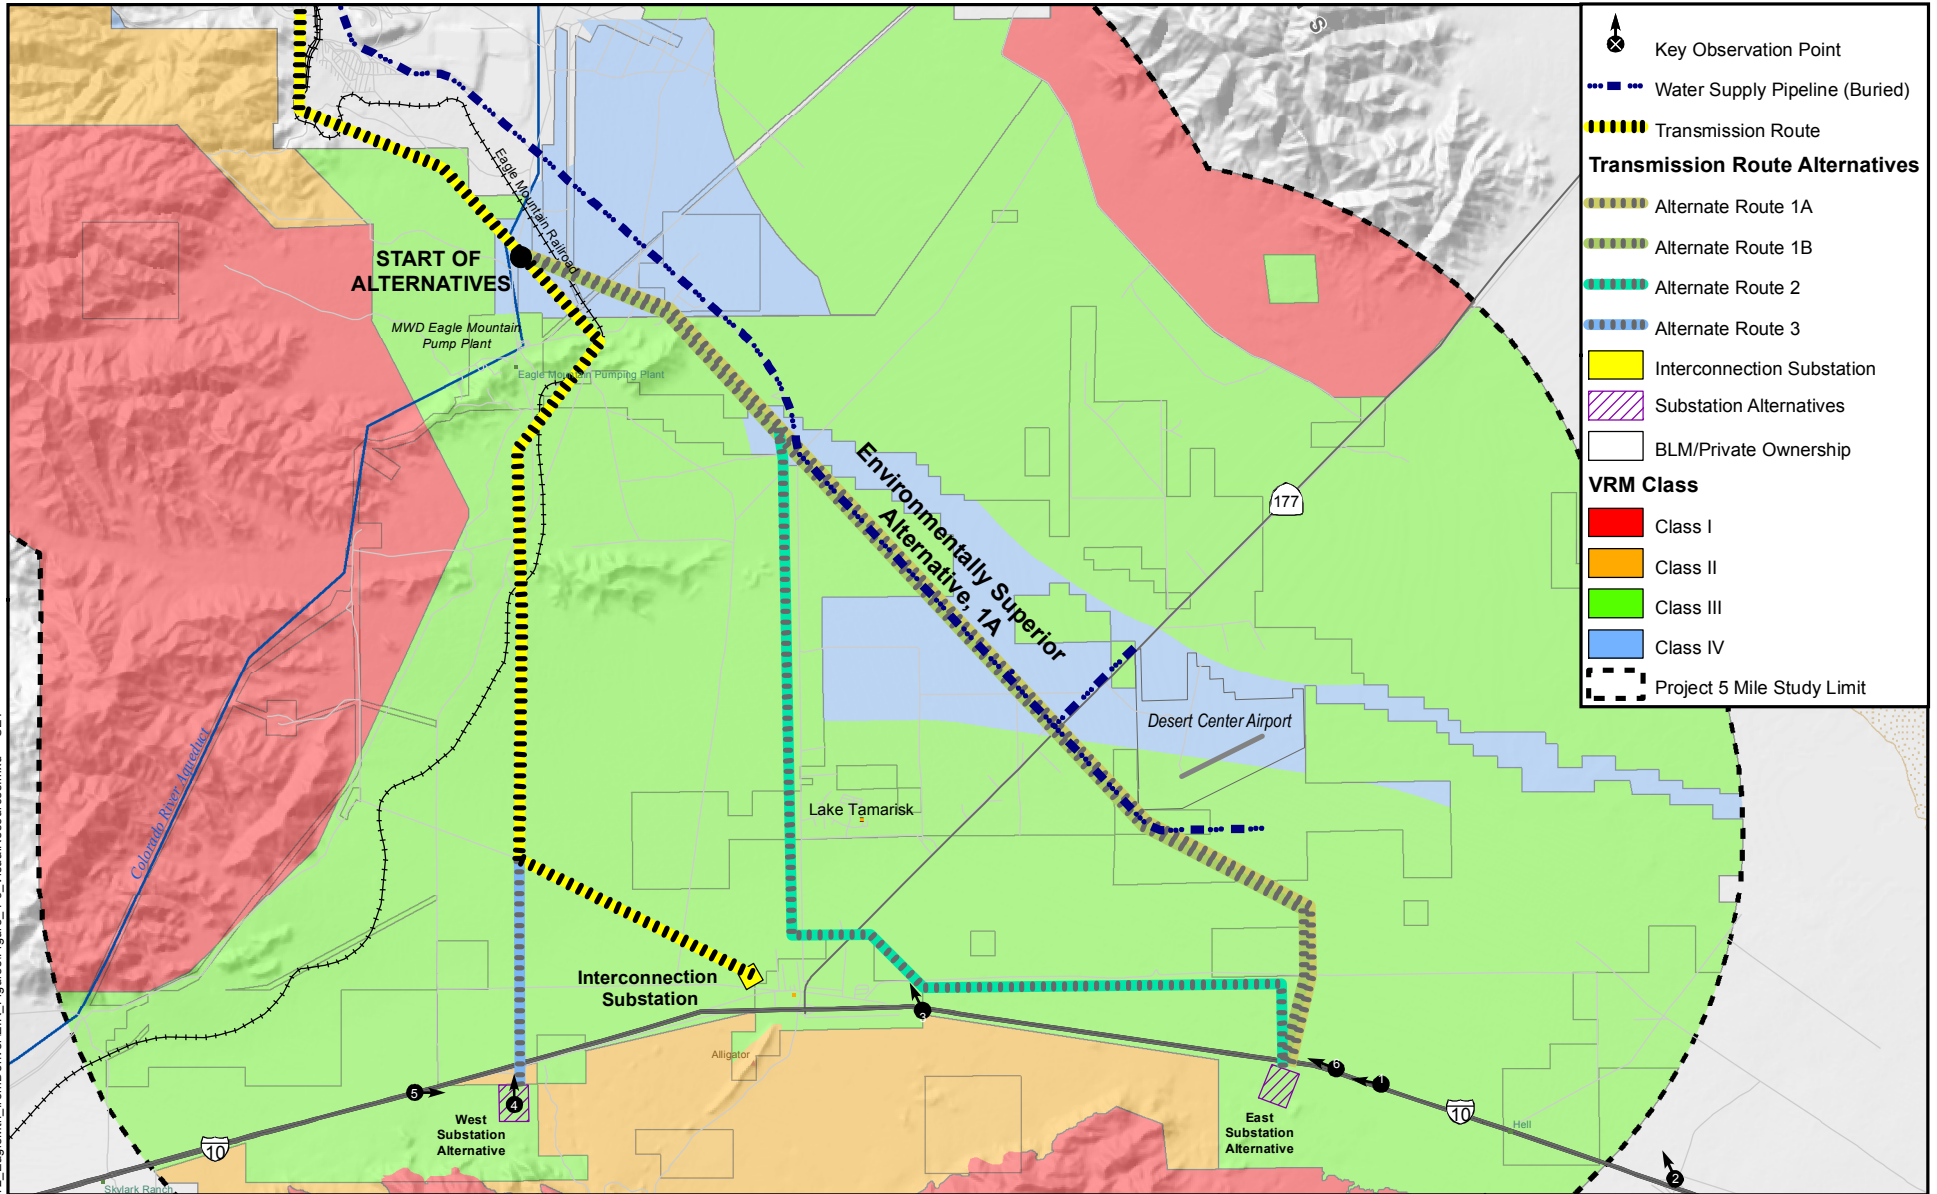 S
Key Observation Point
Water Supply Pipeline (Buried)
Transmission Route
Transmission Route Alternatives
Alternate Route 1A
Alternate Route 1B
Alternate Route 2
Alternate Route 3
Interconnection Substation
Substation Alternatives
BLM/Private Ownership
VRM Class
Class I
Class II
Class III
Class IV
Project 5 Mile Study Limit
Eagle Mountain Railroad
START OF
ALTERNATIVES
MWD Eagle Mountain
Pump Plant
Eagle Mountain Pumping Plant
Environmentally Superior
Alternative, 1A
177
Desert Center Airport
Colorado River Aqueduct
Lake Tamarisk
Interconnection
Substation
3
Alligator
6
1
5
4
West
Substation
Alternative
East
Substation
Alternative
10
Hell
10
2
Skylark Ranch